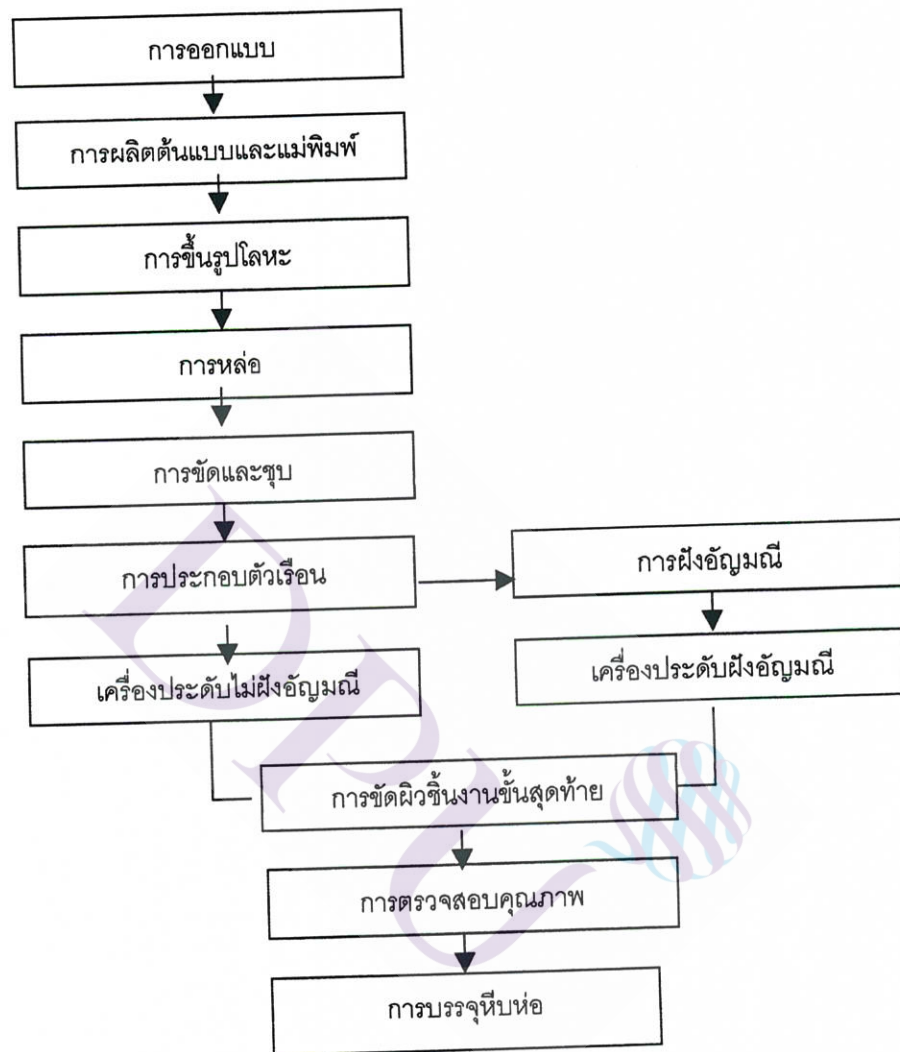 การออกแบบ
การผลิตต้นแบบและแม่พิมพ์
การขึ้นรูปโลหะ
การหล่อ
การขัดและชุบ
การประกอบตัวเรือน
การฝังอัญมณี
เครื่องประดับไม่ฝังอัญมณี
เครื่องประดับฝังอัญมณี
การขัดผิวชิ้นงานขั้นสุดท้าย
การตรวจสอบคุณภาพ
การบรรจุหีบห่อ
DPU